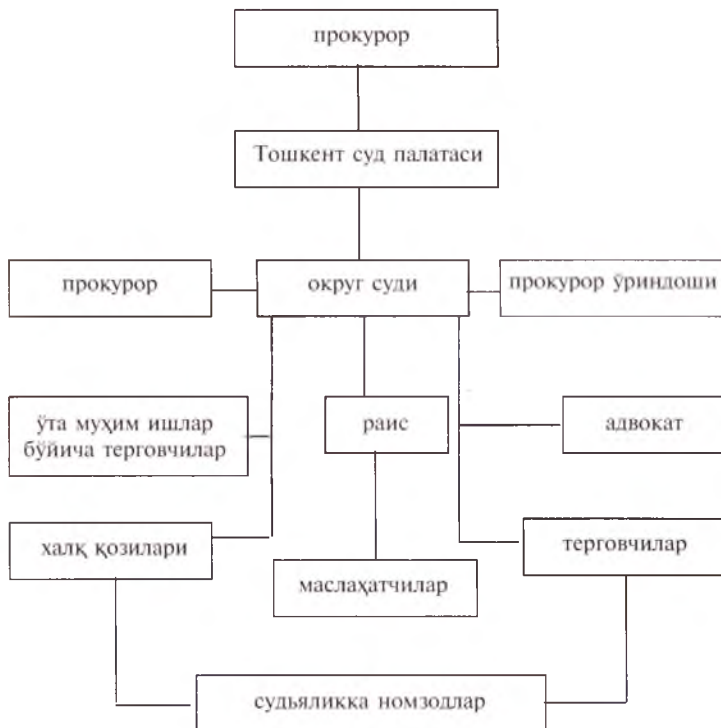 прокурор
Тошкент суд палатаси
прокурор
округ суди
прокурор ўриндоши
ўта муҳим ишлар
бўйича терговчилар
раис
адвокат
халқ қозилари
терговчилар
маслаҳатчилар
судьяликка номзодлар